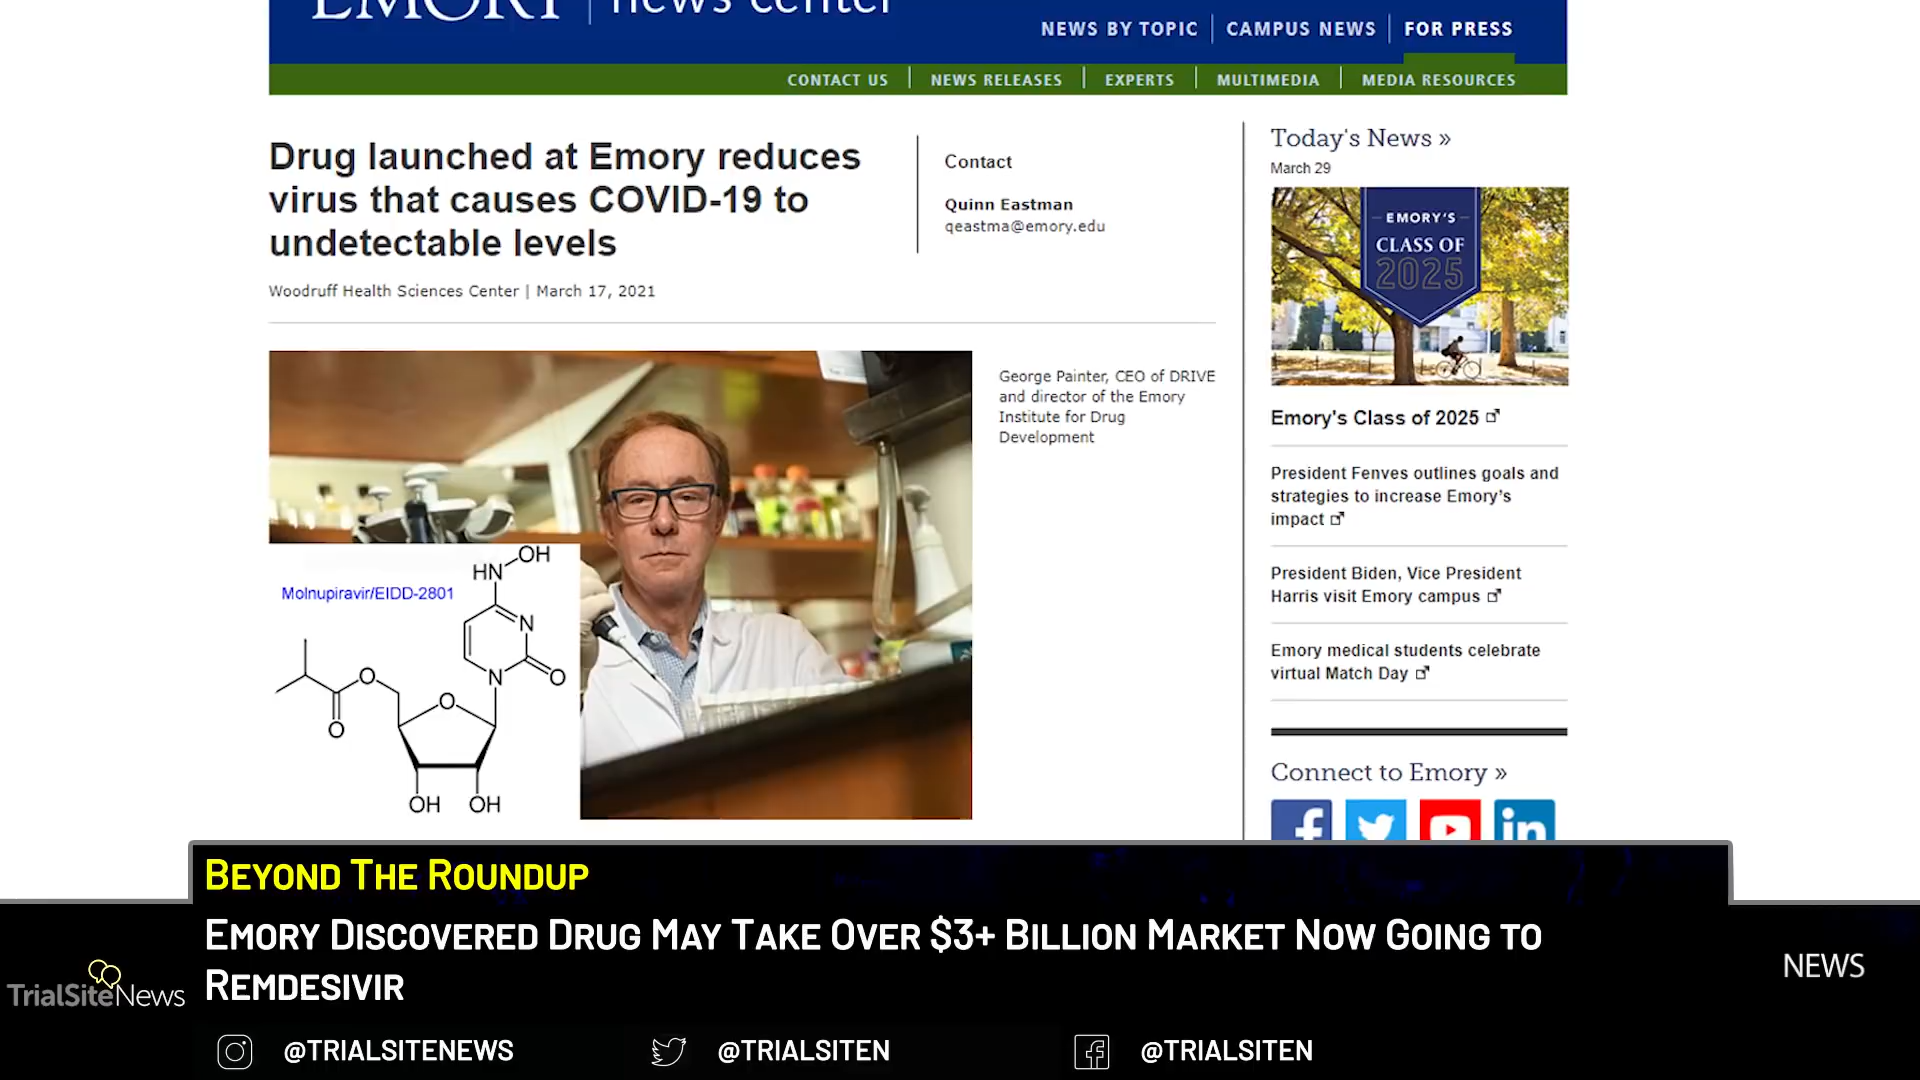 EMORY | news center
NEWS BY TOPIC | CAMPUS NEWS | FOR PRESS
CONTACT US | NEWS RELEASES | EXPERTS | MULTIMEDIA | MEDIA RESOURCES
Drug launched at Emory reduces
virus that causes COVID-19 to
undetectable levels
Woodruff Health Sciences Center | March 17, 2021
Contact
Quinn Eastman
qeastma@emory.edu
George Painter, CEO of DRIVE
and director of the Emory
Institute for Drug
Development
Molnupiravir/EIDD-2801
OH
HN
N
N
O
O
O
O
OH
OH
Today's News »
March 29
EMORY'S
CLASS OF
2025
Emory's Class of 2025
President Fenves outlines goals and
strategies to increase Emory's
impact
President Biden, Vice President
Harris visit Emory campus
Emory medical students celebrate
virtual Match Day
Connect to Emory »
f
in
BEYOND THE ROUNDUP
EMORY DISCOVERED DRUG MAY TAKE OVER $3+ BILLION MARKET NOW GOING TO
REMDESIVIR
TrialSiteNews
NEWS
@TRIALSITENEWS
@TRIALSITEN
@TRIALSITEN